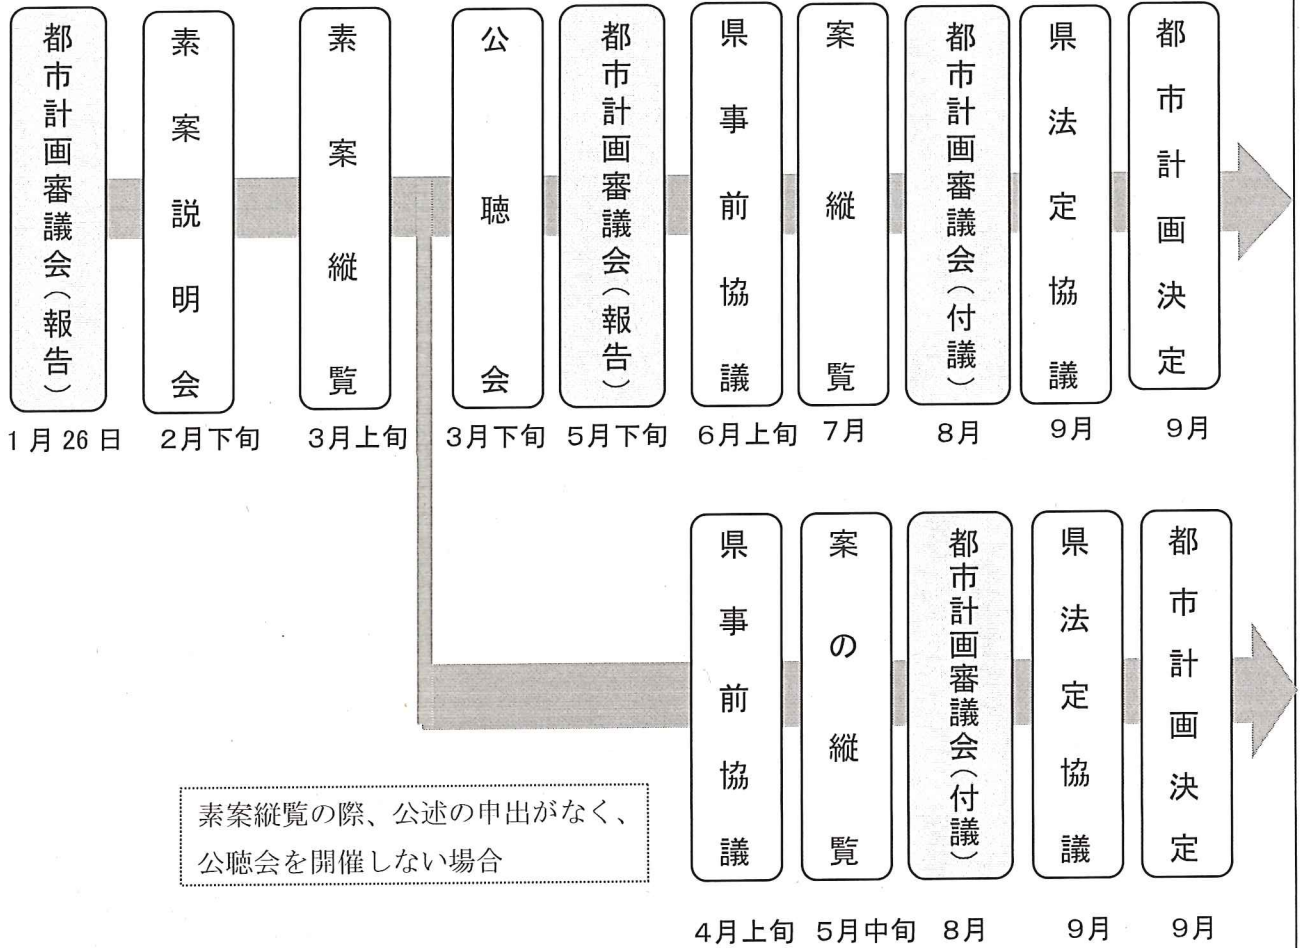 都市計画審議会（報告）
素案説明会
素案縦覧
公聴会
都市計画審議会（報告）
県事前協議
案縦覧
都市計画審議会（付議）
県法定協議
都市計画決定
1月26日
2月下旬
3月上旬
3月下旬
5月下旬
6月上旬
7月
8月
9月
9月
県事前協議
案の縦覧
都市計画審議会（付議）
県法定協議
都市計画決定
素案縦覧の際、公述の申出がなく、
公聴会を開催しない場合
4月上旬
5月中旬
8月
9月
9月